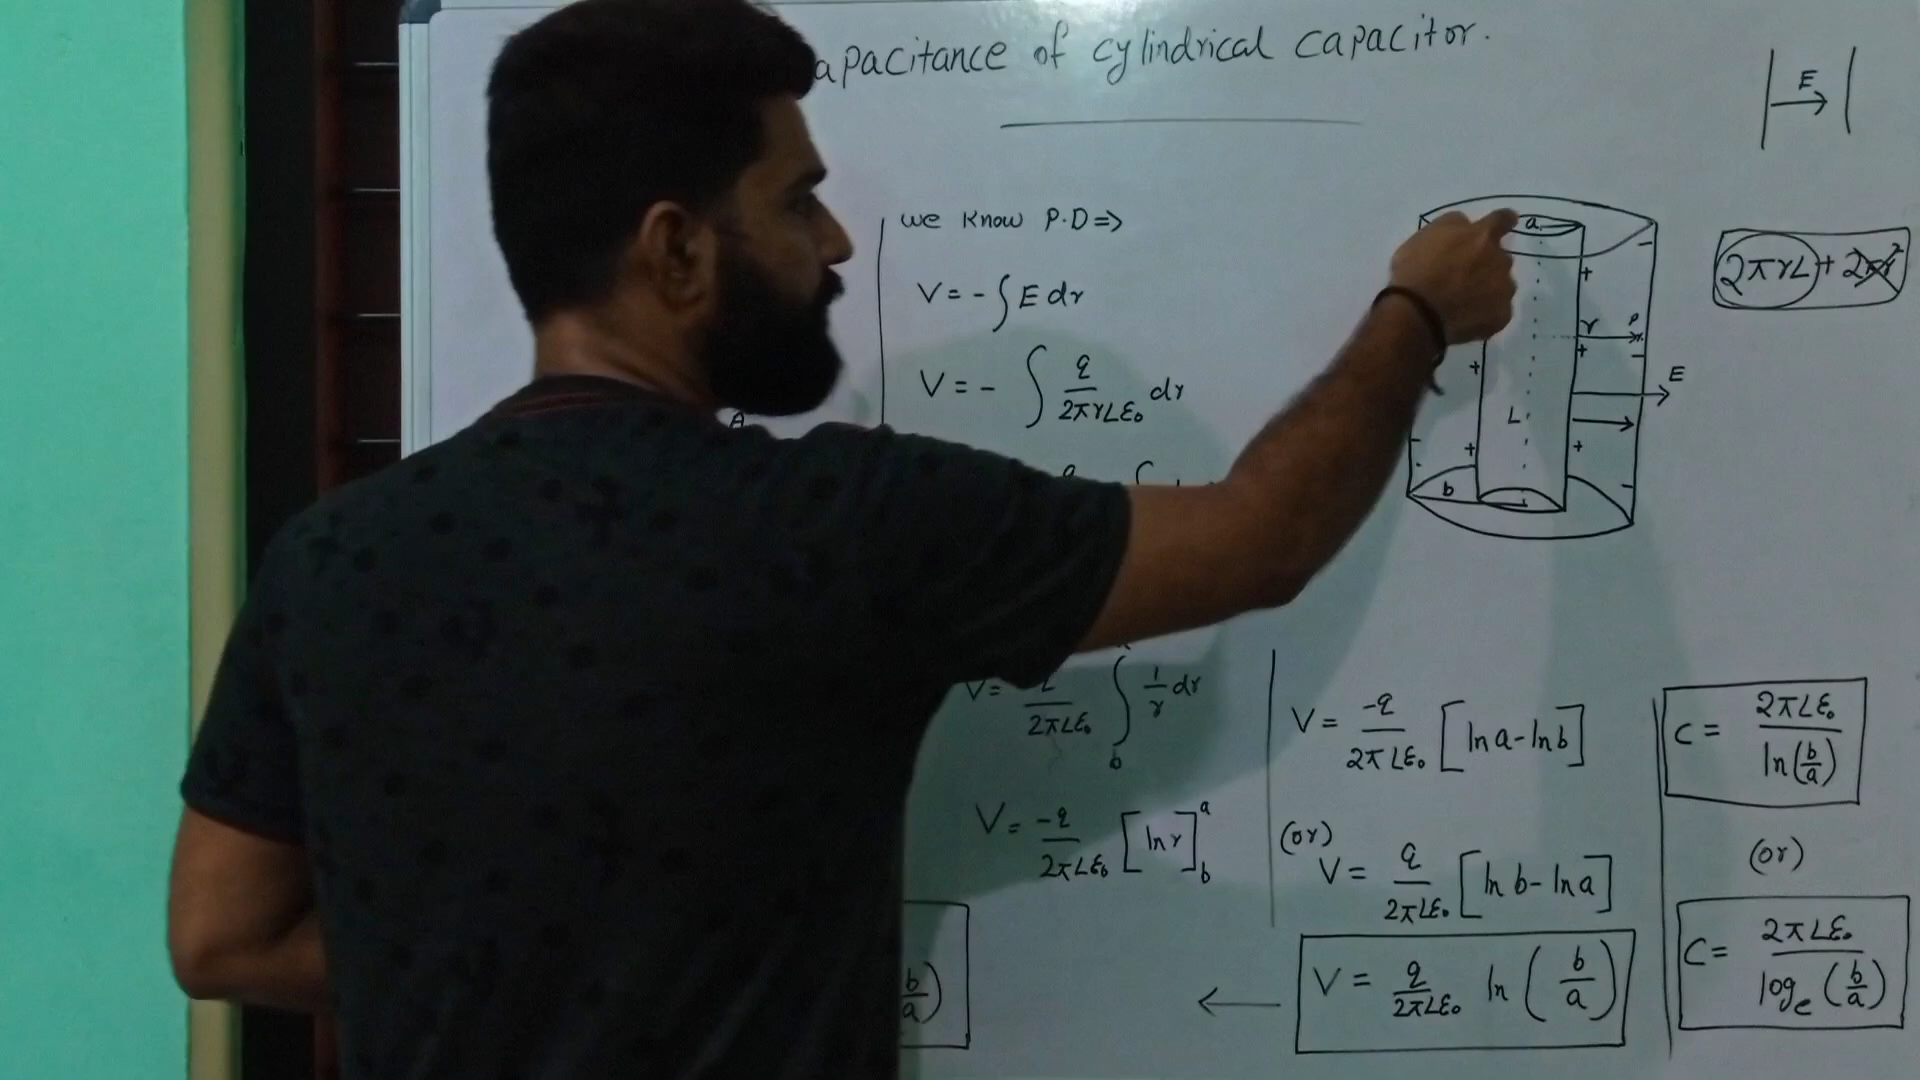 apacitance of cylindrical capacitor.
E
we know P.D =>
V = - ∫ E dr
V = - ∫ q/2πrLε₀ dr
A
V = 2πLε₀ ∫ b 1/r dr
V = -q/2πLε₀ [ln r]ᵃ_b
b/a)
a
2πrL + 2πr²
+
-
r
P
+
-
+
E
L
-
+
+
-
b
V = -q/2πLε₀ [ln a - ln b]
(or)
V = q/2πLε₀ [ln b - ln a]
V = q/2πLε₀ ln (b/a)
C = 2πLε₀/ln(b/a)
(or)
C = 2πLε₀/logₑ(b/a)